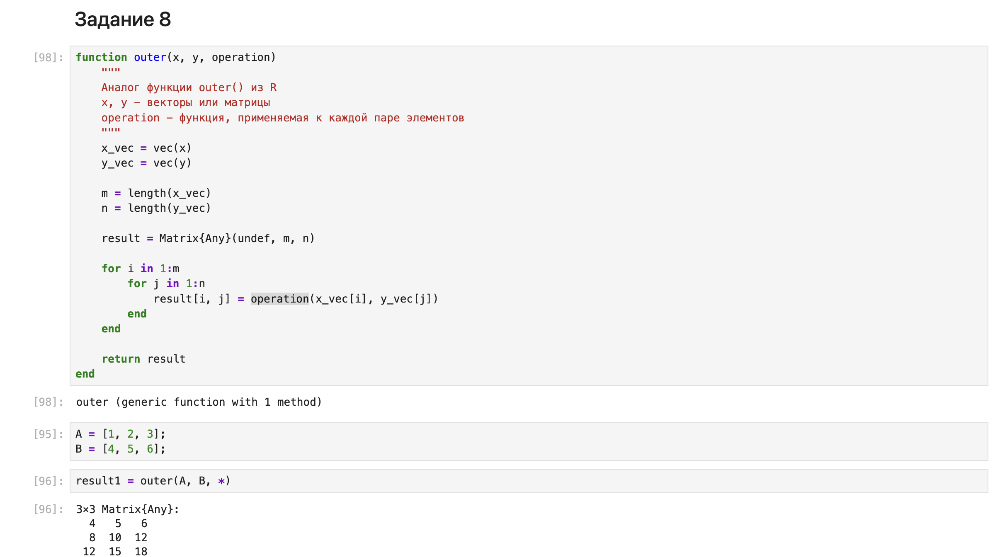 Задание 8
[98]: function outer(x, y, operation)
    """
    Аналог функции outer() из R
    x, y – векторы или матрицы
    operation – функция, применяемая к каждой паре элементов
    """
    x_vec = vec(x)
    y_vec = vec(y)

    m = length(x_vec)
    n = length(y_vec)

    result = Matrix{Any}(undef, m, n)

    for i in 1:m
        for j in 1:n
            result[i, j] = operation(x_vec[i], y_vec[j])
        end
    end

    return result
end
[98]: outer (generic function with 1 method)
[95]: A = [1, 2, 3];
B = [4, 5, 6];
[96]: result1 = outer(A, B, *)
[96]: 3×3 Matrix{Any}:
  4   5   6
  8  10  12
 12  15  18